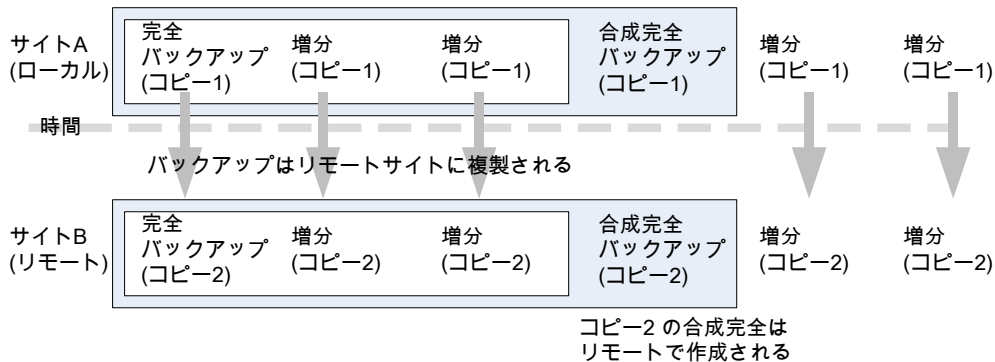 サイトA
(ローカル)
完全
バックアップ
(コピー1)
増分
(コピー1)
増分
(コピー1)
合成完全
バックアップ
(コピー1)
増分
(コピー1)
増分
(コピー1)
時間
バックアップはリモートサイトに複製される
サイトB
(リモート)
完全
バックアップ
(コピー2)
増分
(コピー2)
増分
(コピー2)
合成完全
バックアップ
(コピー2)
増分
(コピー2)
増分
(コピー2)
コピー2 の合成完全は
リモートで作成される